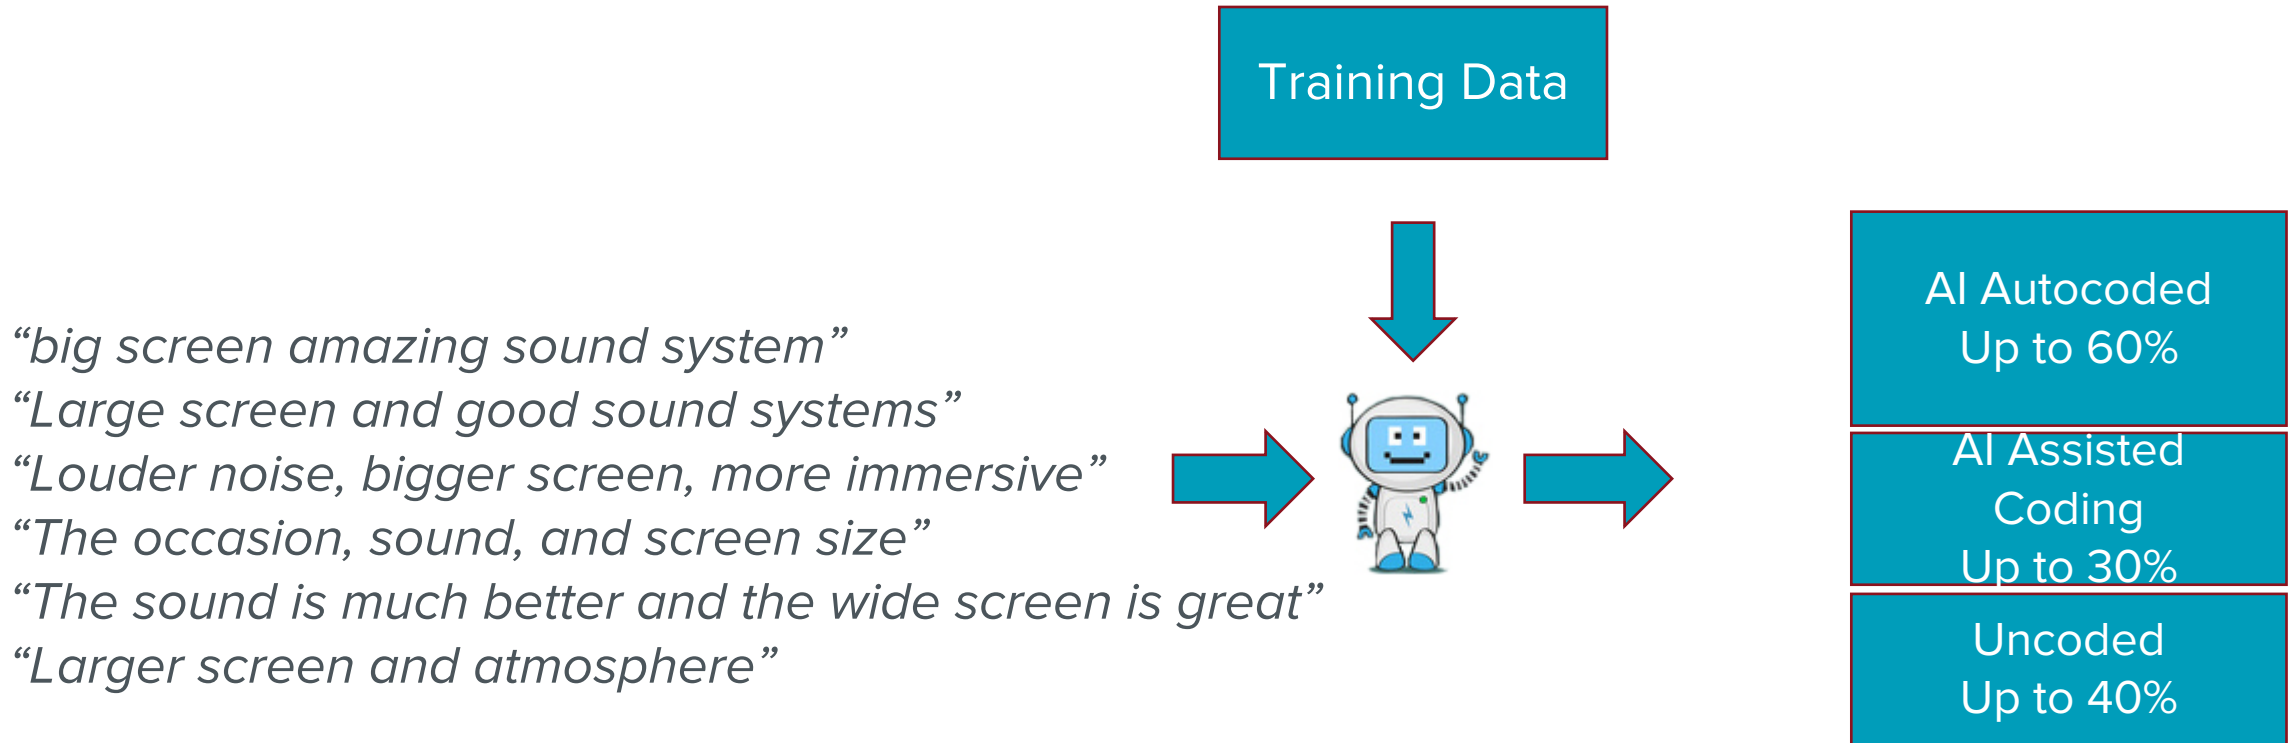 Training Data
“big screen amazing sound system”
“Large screen and good sound systems”
“Louder noise, bigger screen, more immersive”
“The occasion, sound, and screen size”
“The sound is much better and the wide screen is great”
“Larger screen and atmosphere”
AI Autocoded
Up to 60%
AI Assisted
Coding
Up to 30%
Uncoded
Up to 40%